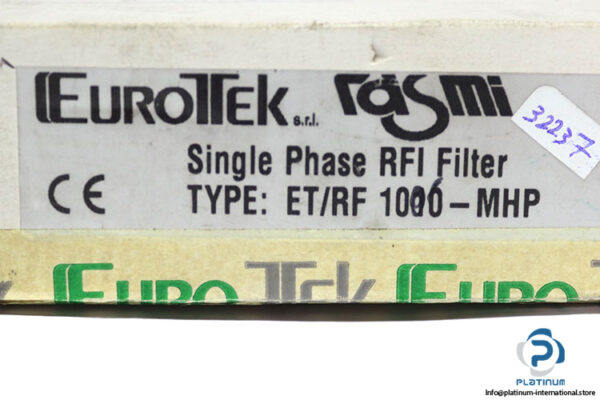 EUROTEK s.r.l. rasmi
32237
Single Phase RFI Filter
CE TYPE: ET/RF 1006-MHP
EUROTEK EURO
PLATINUM
Info@platinum-international.store